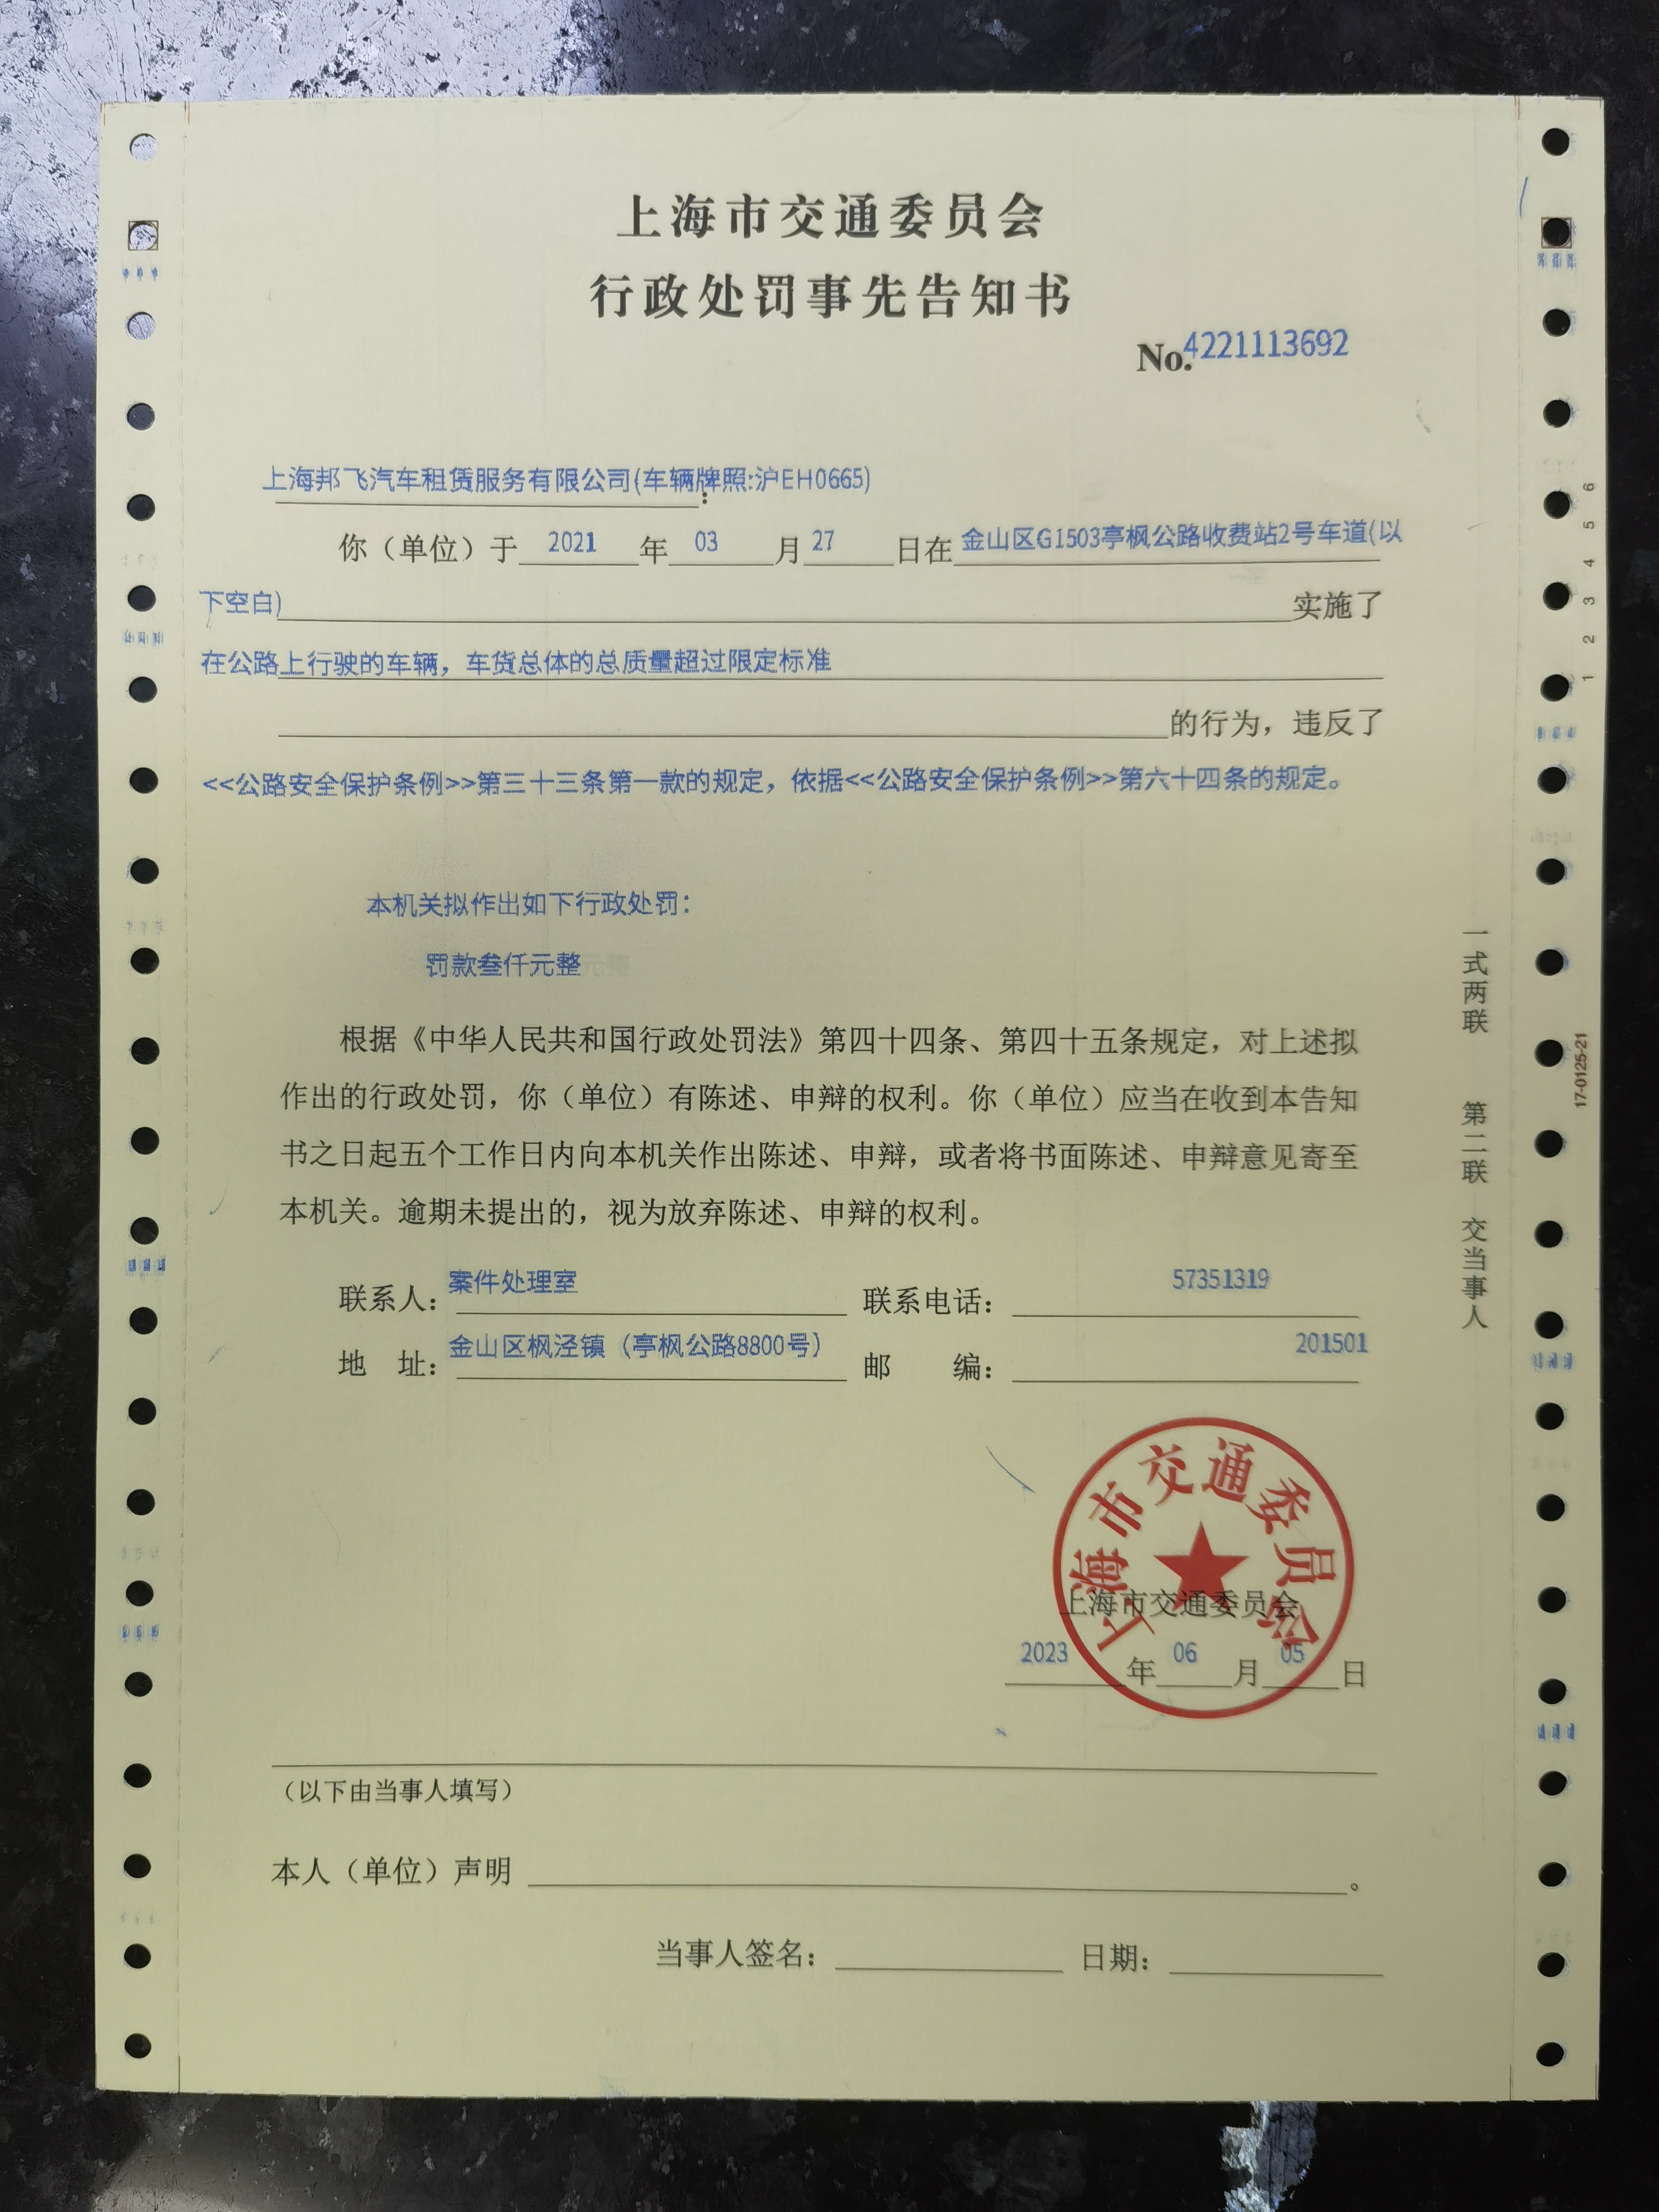 上海市交通委员会
行政处罚事先告知书
No.4221113692
上海邦飞汽车租赁服务有限公司(车辆牌照:沪EH0665)：
你（单位）于 2021 年 03 月 27 日在 金山区G1503亭枫公路收费站2号车道(以
下空白) 实施了
在公路上行驶的车辆，车货总体的总质量超过限定标准
的行为，违反了
<<公路安全保护条例>>第三十三条第一款的规定，依据<<公路安全保护条例>>第六十四条的规定。
本机关拟作出如下行政处罚：
罚款叁仟元整
根据《中华人民共和国行政处罚法》第四十四条、第四十五条规定，对上述拟
作出的行政处罚，你（单位）有陈述、申辩的权利。你（单位）应当在收到本告知
书之日起五个工作日内向本机关作出陈述、申辩，或者将书面陈述、申辩意见寄至
本机关。逾期未提出的，视为放弃陈述、申辩的权利。
联系人：案件处理室 联系电话：57351319
地 址：金山区枫泾镇（亭枫公路8800号） 邮 编：201501
上海市交通委员会
上海市交通委员会
2023 年 06 月 05 日
（以下由当事人填写）
本人（单位）声明 。
当事人签名： 日期：
一式两联 第二联 交当事人
17-0125-21
1 2 3 4 5 6